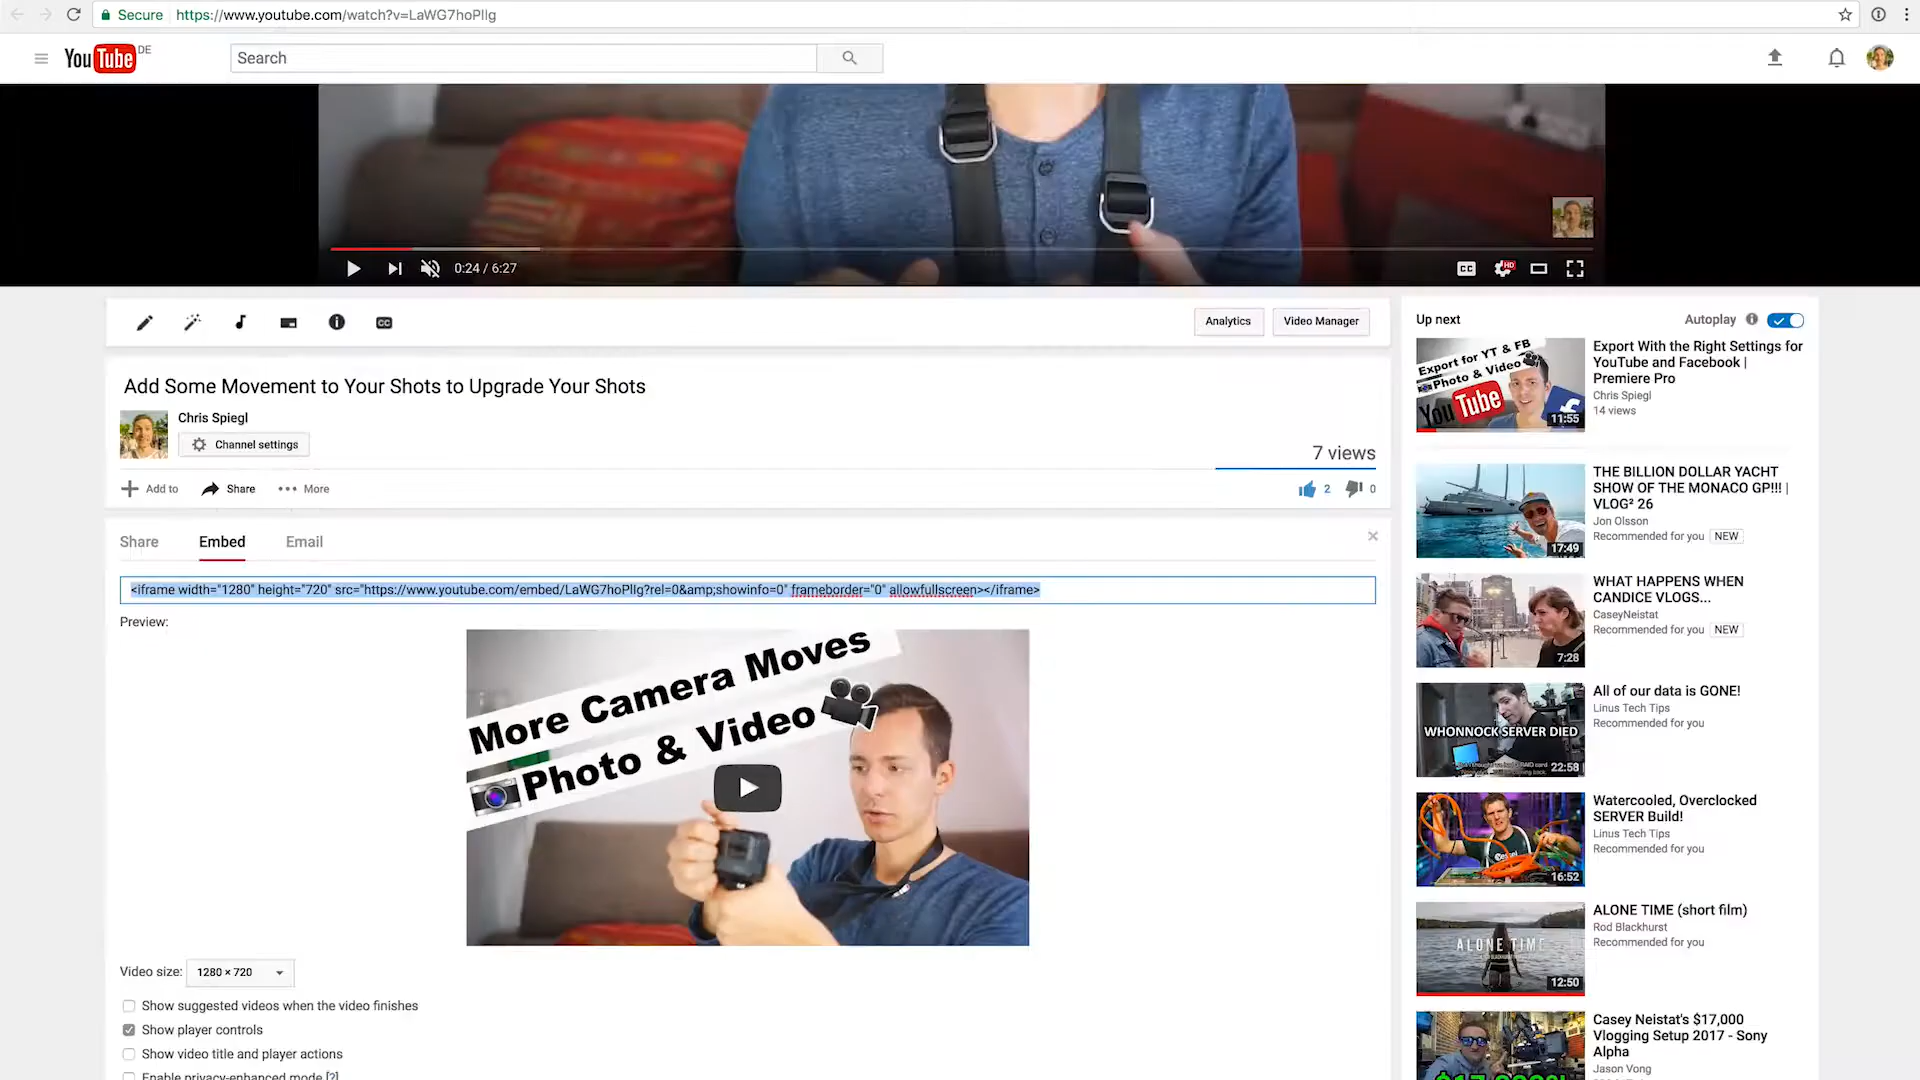 Secure https://www.youtube.com/watch?v=LaWG7hoPlIg
YouTube DE
Search
0:24 / 6:27
CC
HD
Analytics
Video Manager
Add Some Movement to Your Shots to Upgrade Your Shots
Chris Spiegl
Channel settings
7 views
Add to
Share
More
2
0
Share
Embed
Email
<iframe width="1280" height="720" src="https://www.youtube.com/embed/LaWG7hoPlIg?rel=0&amp;showinfo=0" frameborder="0" allowfullscreen></iframe>
Preview:
More Camera Moves
Photo & Video
Video size:
1280 × 720
Show suggested videos when the video finishes
Show player controls
Show video title and player actions
Enable privacy-enhanced mode [?]
Up next
Autoplay
Export for YT & FB
Photo & Video
YouTube
11:55
Export With the Right Settings for
YouTube and Facebook |
Premiere Pro
Chris Spiegl
14 views
17:49
THE BILLION DOLLAR YACHT
SHOW OF THE MONACO GP!!! |
VLOG² 26
Jon Olsson
Recommended for you NEW
7:28
WHAT HAPPENS WHEN
CANDICE VLOGS...
CaseyNeistat
Recommended for you NEW
WHONNOCK SERVER DIED
22:58
All of our data is GONE!
Linus Tech Tips
Recommended for you
16:52
Watercooled, Overclocked
SERVER Build!
Linus Tech Tips
Recommended for you
ALONE TIME
12:50
ALONE TIME (short film)
Rod Blackhurst
Recommended for you
Casey Neistat's $17,000
Vlogging Setup 2017 - Sony
Alpha
Jason Vong